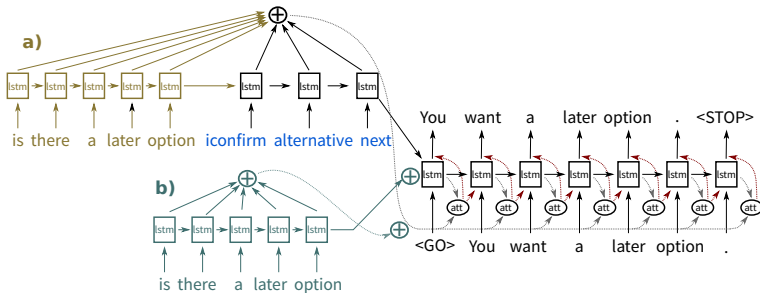 a)
lstm lstm lstm lstm lstm lstm lstm lstm
is there a later option iconfirm alternative next
You want a later option . <STOP>
lstm lstm lstm lstm lstm lstm lstm
att att att att att att att
<GO> You want a later option .
b)
lstm lstm lstm lstm lstm
is there a later option